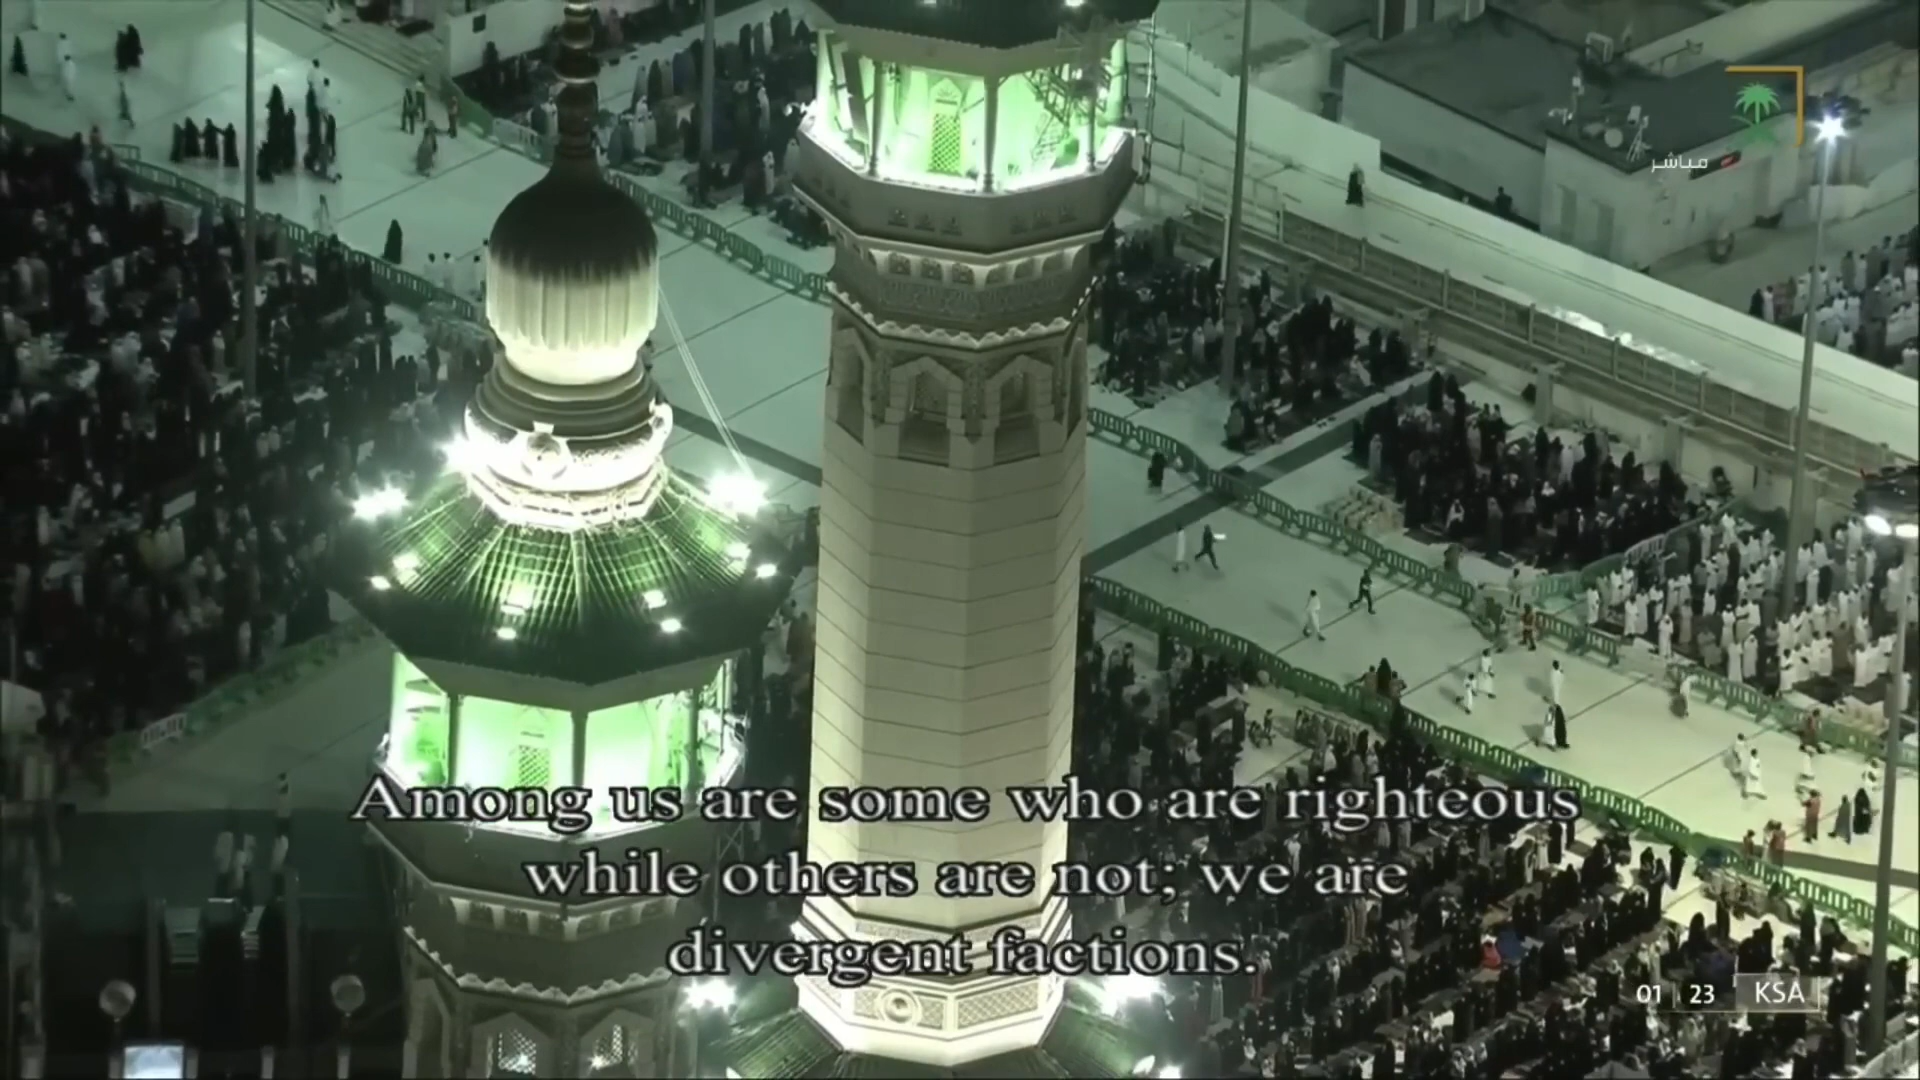 مباشر
Among us are some who are righteous
while others are not; we are
divergent factions.
01 23 KSA